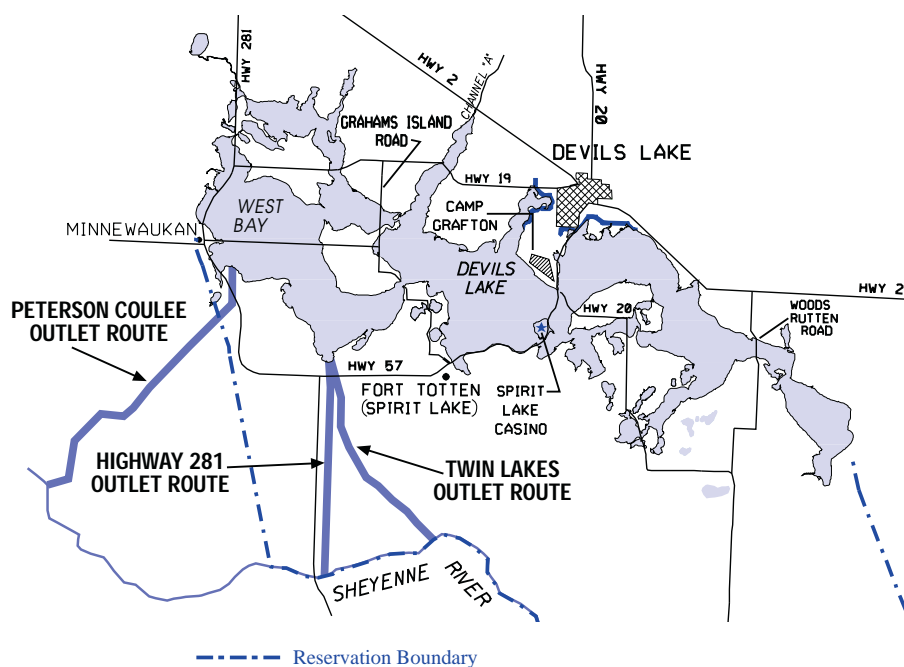 HWY 281
HWY 2
CHANNEL "A"
HWY 20
GRAHAMS ISLAND
ROAD
DEVILS LAKE
HWY 19
CAMP
GRAFTON
WEST
BAY
MINNEWAUKAN
DEVILS
LAKE
HWY 2
HWY 20
WOODS
RUTTEN
ROAD
PETERSON COULEE
OUTLET ROUTE
HWY 57
FORT TOTTEN
(SPIRIT LAKE)
SPIRIT
LAKE
CASINO
HIGHWAY 281
OUTLET ROUTE
TWIN LAKES
OUTLET ROUTE
SHEYENNE RIVER
Reservation Boundary